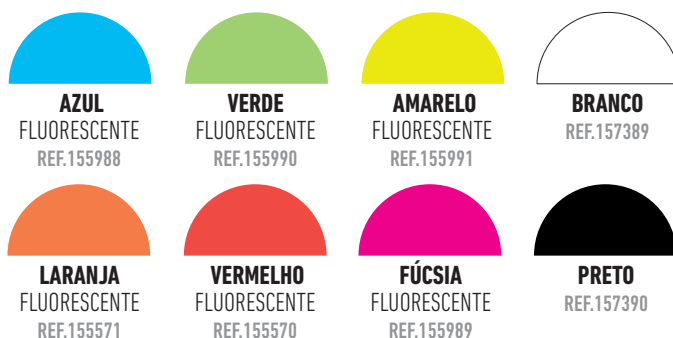 AZUL
FLUORESCENTE
REF.155988
VERDE
FLUORESCENTE
REF.155990
AMARELO
FLUORESCENTE
REF.155991
BRANCO
REF.157389
LARANJA
FLUORESCENTE
REF.155571
VERMELHO
FLUORESCENTE
REF.155570
FÚCSIA
FLUORESCENTE
REF.155989
PRETO
REF.157390